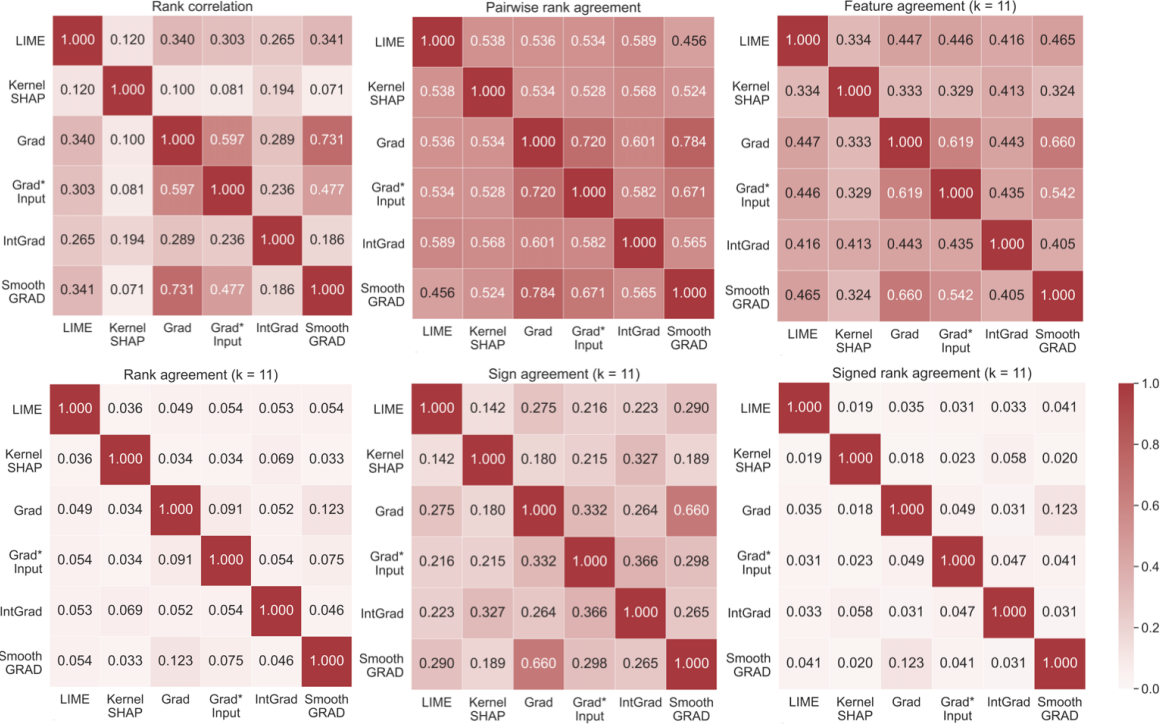 Rank correlation
LIME 1.000 0.120 0.340 0.303 0.265 0.341
Kernel
SHAP 0.120 1.000 0.100 0.081 0.194 0.071
Grad 0.340 0.100 1.000 0.597 0.289 0.731
Grad*
Input 0.303 0.081 0.597 1.000 0.236 0.477
IntGrad 0.265 0.194 0.289 0.236 1.000 0.186
Smooth
GRAD 0.341 0.071 0.731 0.477 0.186 1.000
LIME Kernel Grad Grad* IntGrad Smooth
SHAP Input GRAD
Pairwise rank agreement
LIME 1.000 0.538 0.536 0.534 0.589 0.456
Kernel
SHAP 0.538 1.000 0.534 0.528 0.568 0.524
Grad 0.536 0.534 1.000 0.720 0.601 0.784
Grad*
Input 0.534 0.528 0.720 1.000 0.582 0.671
IntGrad 0.589 0.568 0.601 0.582 1.000 0.565
Smooth
GRAD 0.456 0.524 0.784 0.671 0.565 1.000
LIME Kernel Grad Grad* IntGrad Smooth
SHAP Input GRAD
Feature agreement (k = 11)
LIME 1.000 0.334 0.447 0.446 0.416 0.465
Kernel
SHAP 0.334 1.000 0.333 0.329 0.413 0.324
Grad 0.447 0.333 1.000 0.619 0.443 0.660
Grad*
Input 0.446 0.329 0.619 1.000 0.435 0.542
IntGrad 0.416 0.413 0.443 0.435 1.000 0.405
Smooth
GRAD 0.465 0.324 0.660 0.542 0.405 1.000
LIME Kernel Grad Grad* IntGrad Smooth
SHAP Input GRAD
Rank agreement (k = 11)
LIME 1.000 0.036 0.049 0.054 0.053 0.054
Kernel
SHAP 0.036 1.000 0.034 0.034 0.069 0.033
Grad 0.049 0.034 1.000 0.091 0.052 0.123
Grad*
Input 0.054 0.034 0.091 1.000 0.054 0.075
IntGrad 0.053 0.069 0.052 0.054 1.000 0.046
Smooth
GRAD 0.054 0.033 0.123 0.075 0.046 1.000
LIME Kernel Grad Grad* IntGrad Smooth
SHAP Input GRAD
Sign agreement (k = 11)
LIME 1.000 0.142 0.275 0.216 0.223 0.290
Kernel
SHAP 0.142 1.000 0.180 0.215 0.327 0.189
Grad 0.275 0.180 1.000 0.332 0.264 0.660
Grad*
Input 0.216 0.215 0.332 1.000 0.366 0.298
IntGrad 0.223 0.327 0.264 0.366 1.000 0.265
Smooth
GRAD 0.290 0.189 0.660 0.298 0.265 1.000
LIME Kernel Grad Grad* IntGrad Smooth
SHAP Input GRAD
Signed rank agreement (k = 11)
LIME 1.000 0.019 0.035 0.031 0.033 0.041
Kernel
SHAP 0.019 1.000 0.018 0.023 0.058 0.020
Grad 0.035 0.018 1.000 0.049 0.031 0.123
Grad*
Input 0.031 0.023 0.049 1.000 0.047 0.041
IntGrad 0.033 0.058 0.031 0.047 1.000 0.031
Smooth
GRAD 0.041 0.020 0.123 0.041 0.031 1.000
LIME Kernel Grad Grad* IntGrad Smooth
SHAP Input GRAD
1.0
0.8
0.6
0.4
0.2
0.0